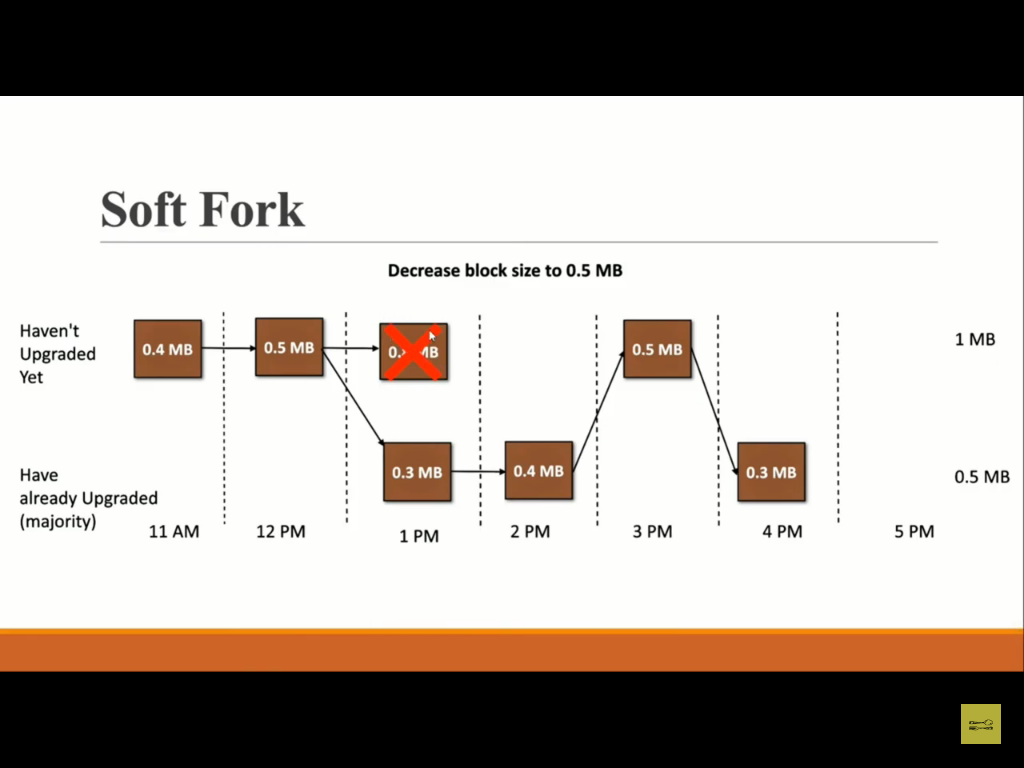 Soft Fork
Decrease block size to 0.5 MB
Haven't
Upgraded
Yet
0.4 MB
0.5 MB
0.5 MB
1 MB
Have
already Upgraded
(majority)
0.3 MB
0.4 MB
0.3 MB
0.5 MB
11 AM
12 PM
1 PM
2 PM
3 PM
4 PM
5 PM